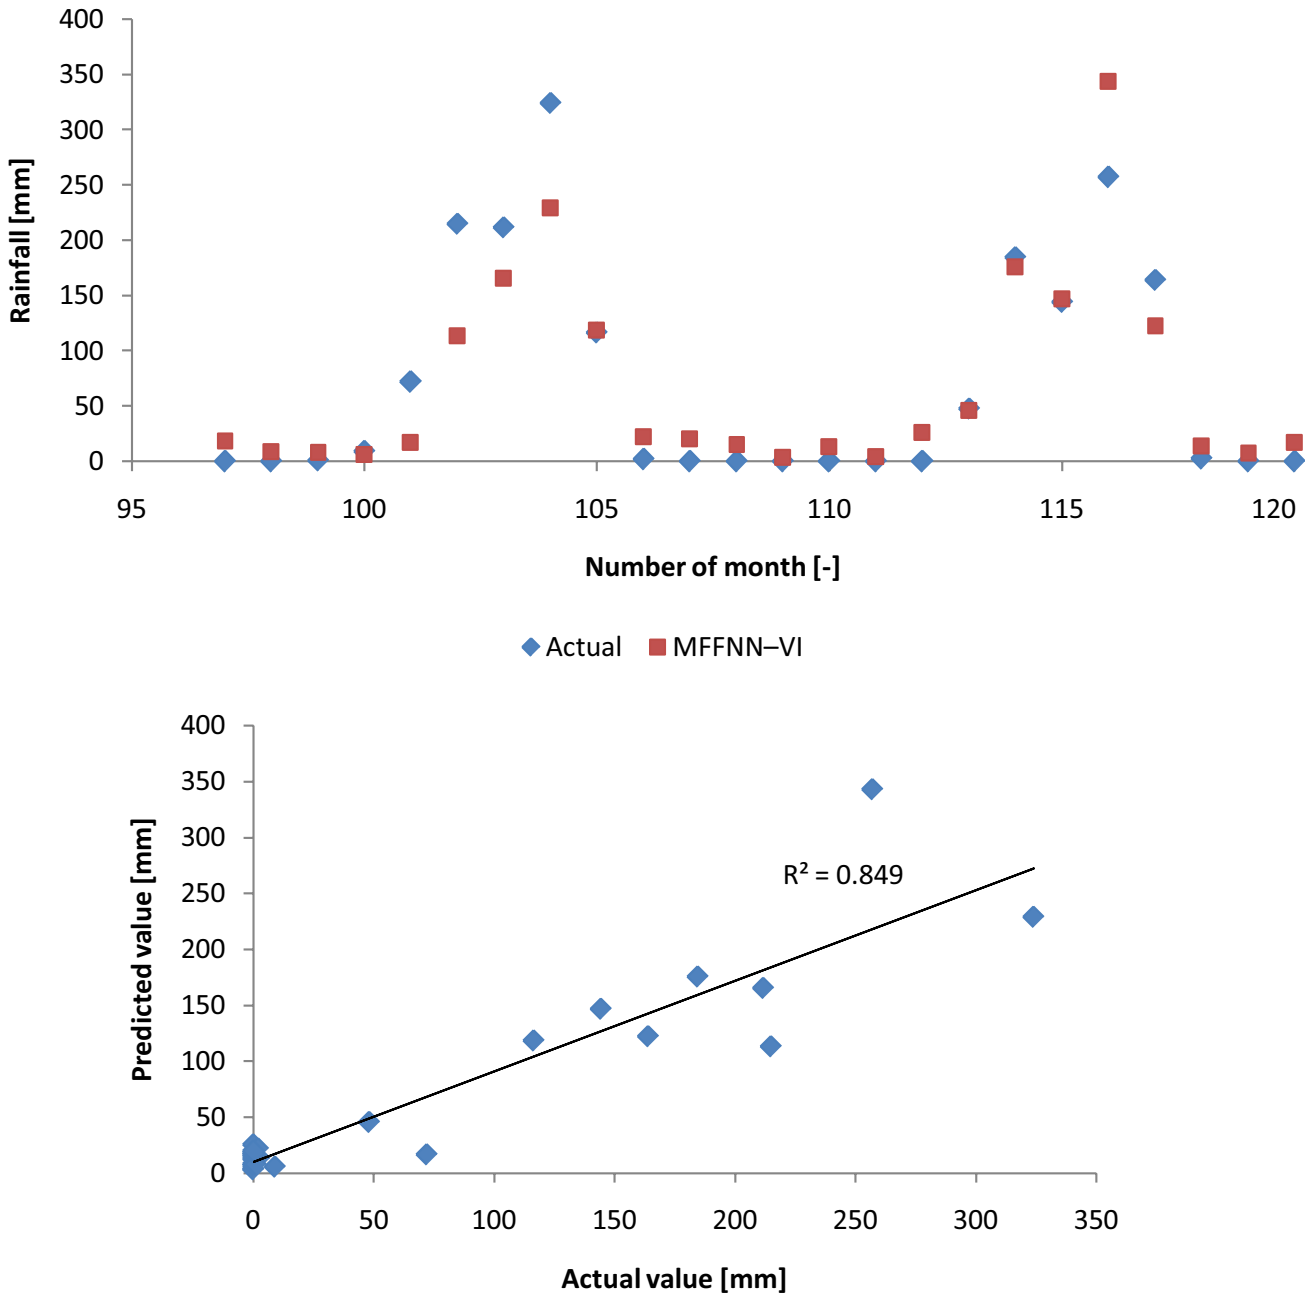 400
350
300
250
200
150
100
50
0
Rainfall [mm]
95 100 105 110 115 120
Number of month [-]
Actual MFFNN–VI
400
350
300
250
200
150
100
50
0
Predicted value [mm]
R² = 0.849
0 50 100 150 200 250 300 350
Actual value [mm]